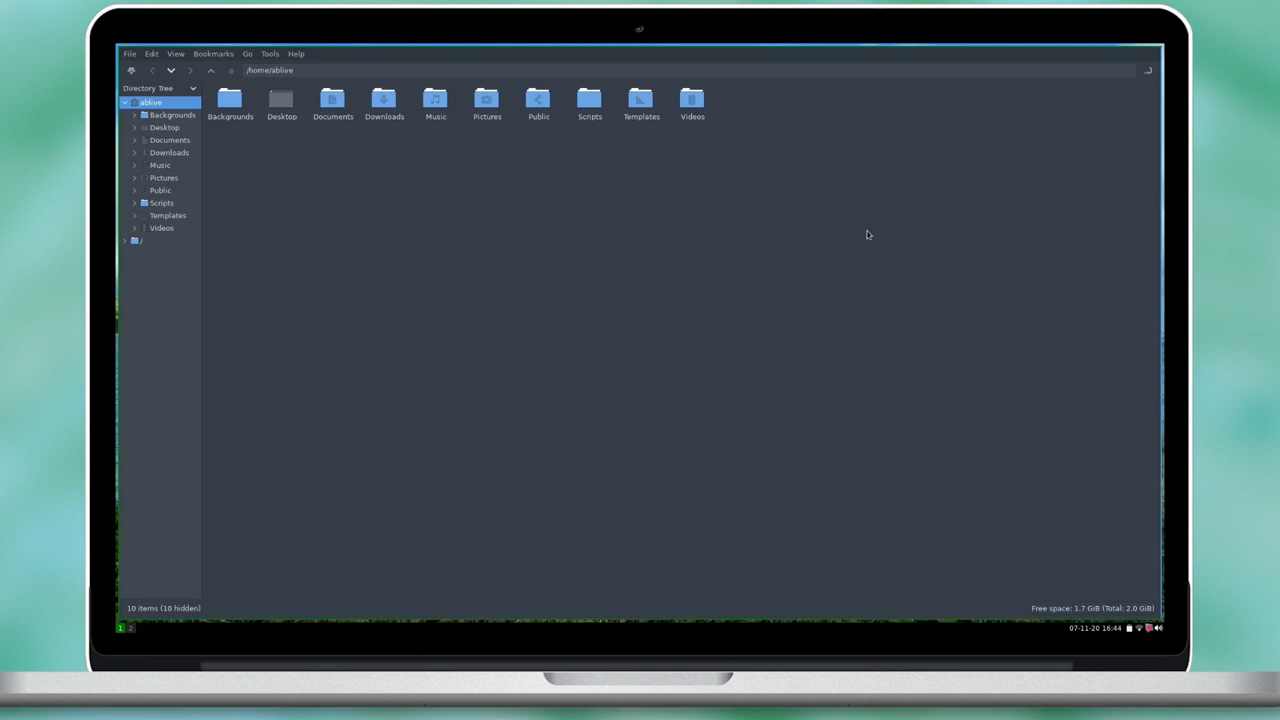 File Edit View Bookmarks Go Tools Help
/home/ablive
Directory Tree
ablive
Backgrounds
Desktop
Documents
Downloads
Music
Pictures
Public
Scripts
Templates
Videos
/
Backgrounds Desktop Documents Downloads Music Pictures Public Scripts Templates Videos
10 items (10 hidden)
Free space: 1.7 GiB (Total: 2.0 GiB)
1 2
07-11-20 16:44